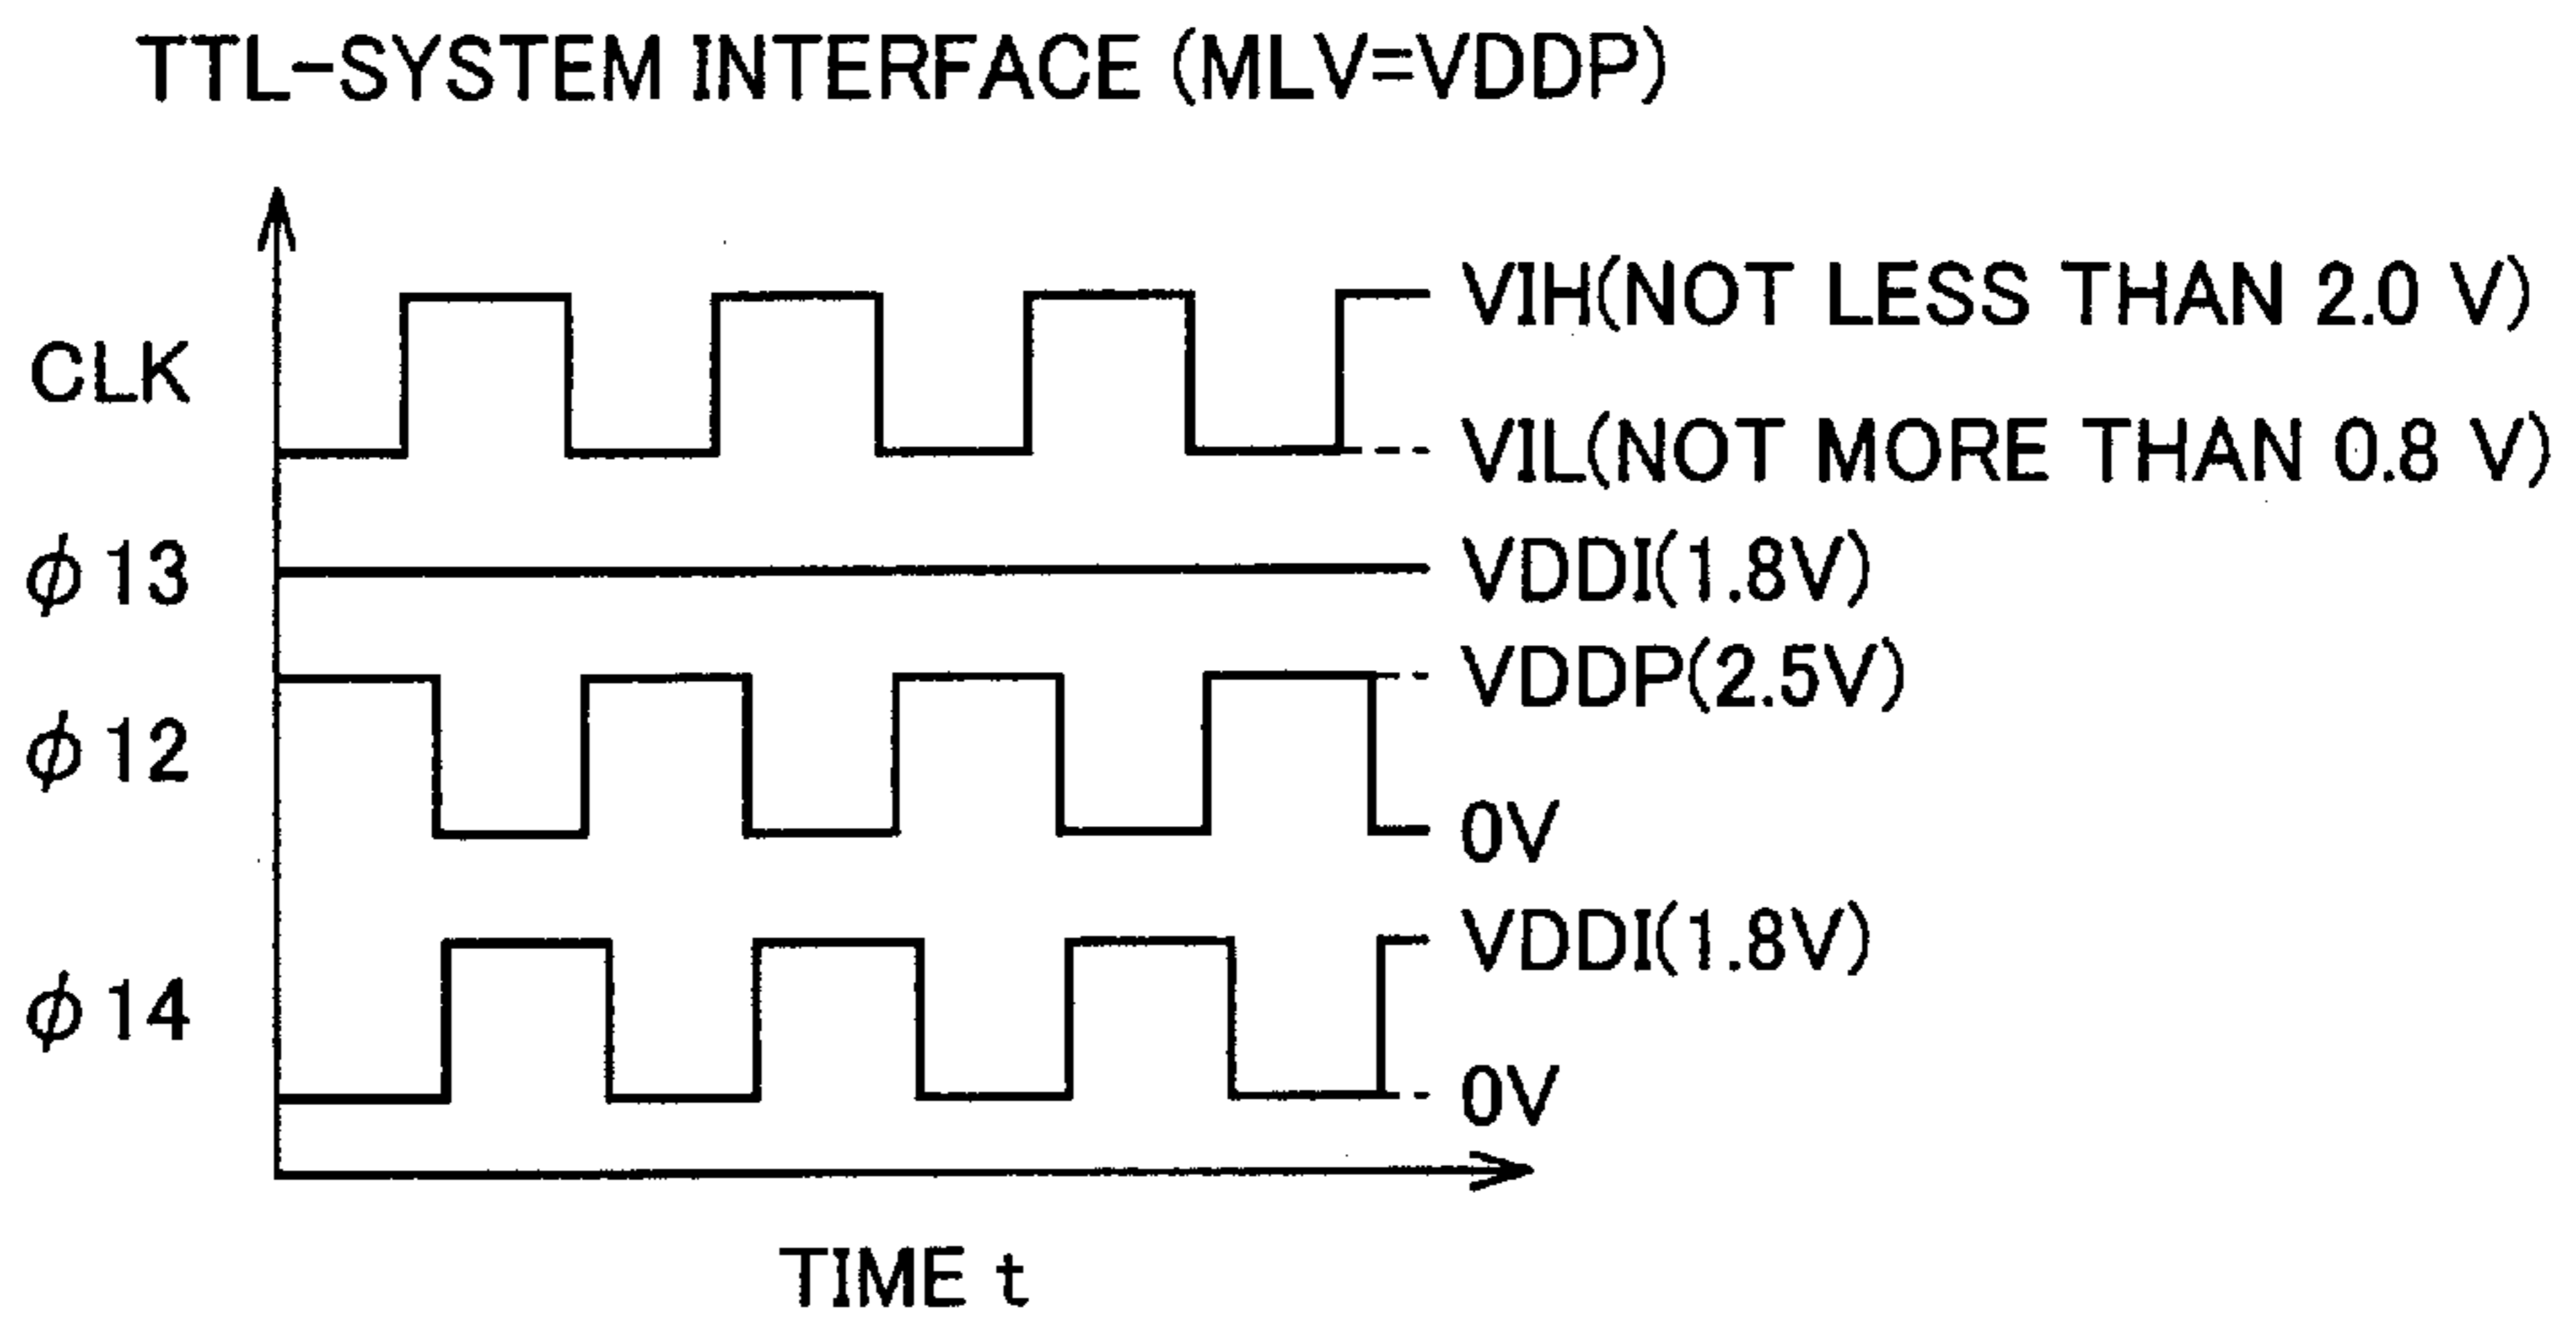 TTL-SYSTEM INTERFACE (MLV=VDDP)
CLK
VIH(NOT LESS THAN 2.0 V)
VIL(NOT MORE THAN 0.8 V)
ϕ13
VDDI(1.8V)
ϕ12
VDDP(2.5V)
0V
ϕ14
VDDI(1.8V)
0V
TIME t